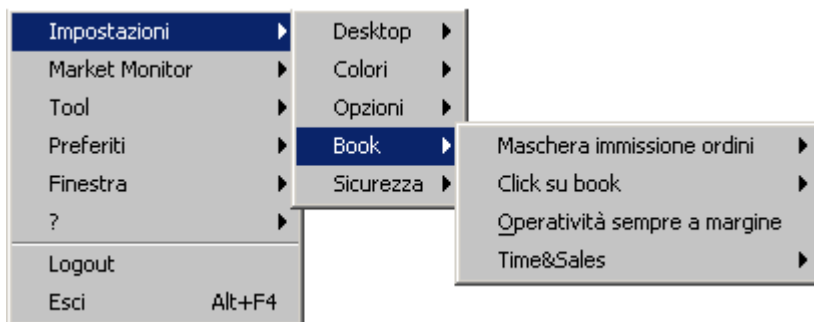 Impostazioni
Market Monitor
Tool
Preferiti
Finestra
?
Logout
Esci Alt+F4
Desktop
Colori
Opzioni
Book
Sicurezza
Maschera immissione ordini
Click su book
Operatività sempre a margine
Time&Sales